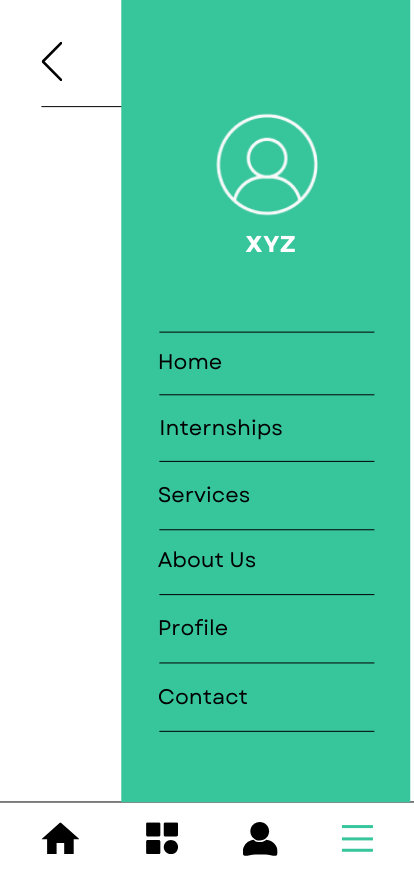 XYZ
Home
Internships
Services
About Us
Profile
Contact